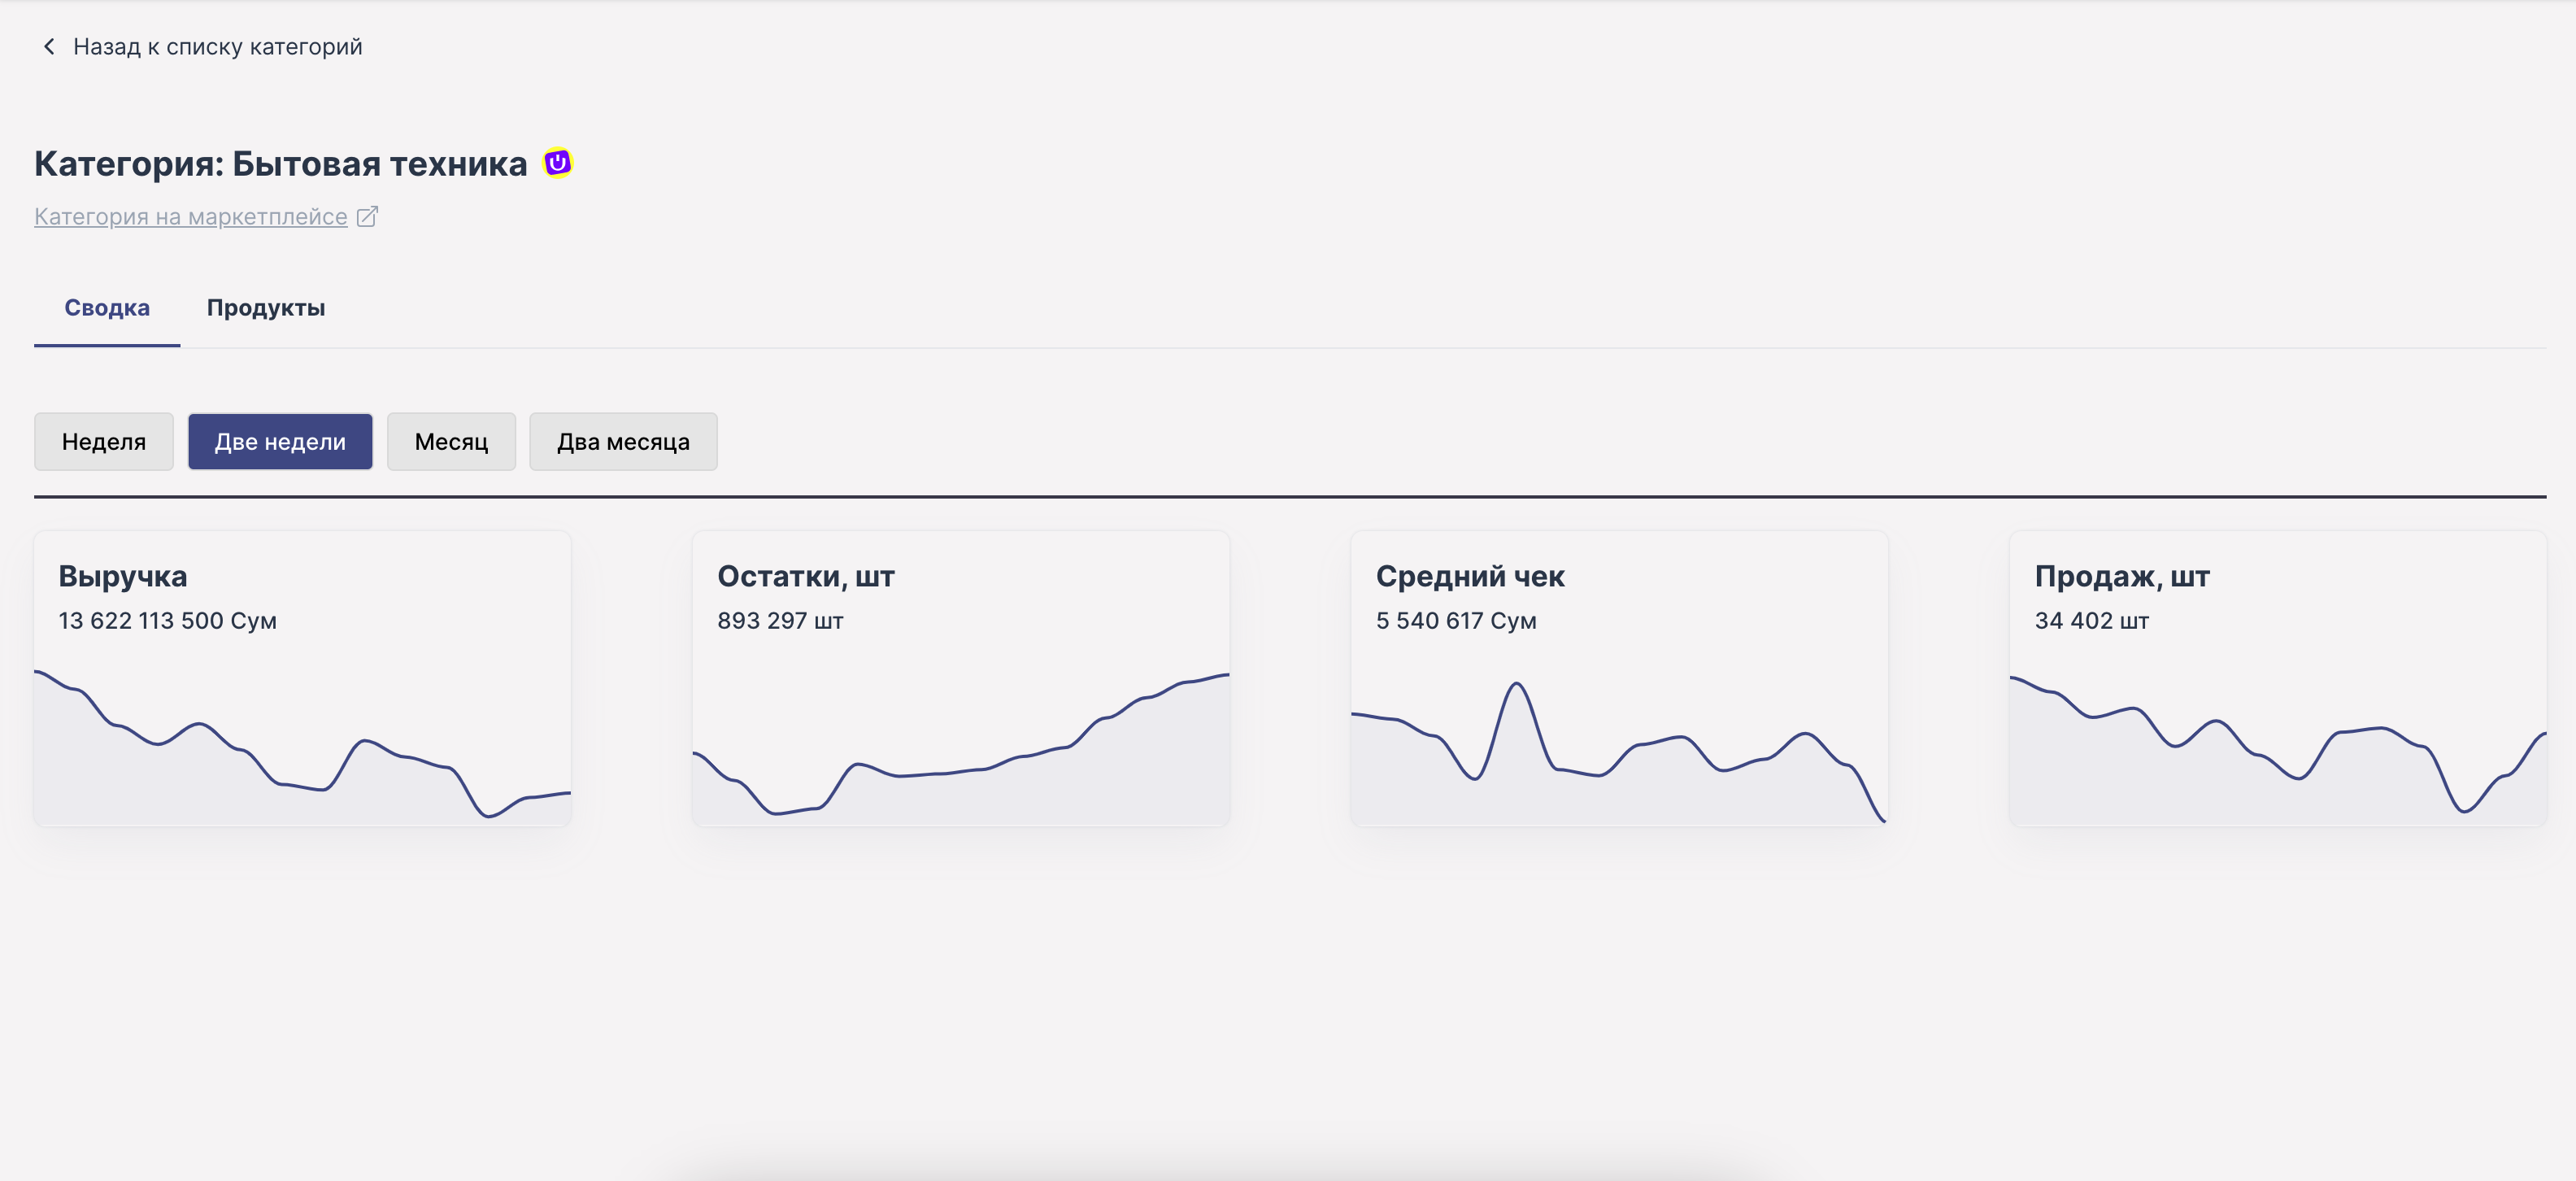 Назад к списку категорий
Категория: Бытовая техника
Категория на маркетплейсе
Сводка Продукты
Неделя Две недели Месяц Два месяца
Выручка
13 622 113 500 Сум
Остатки, шт
893 297 шт
Средний чек
5 540 617 Сум
Продаж, шт
34 402 шт